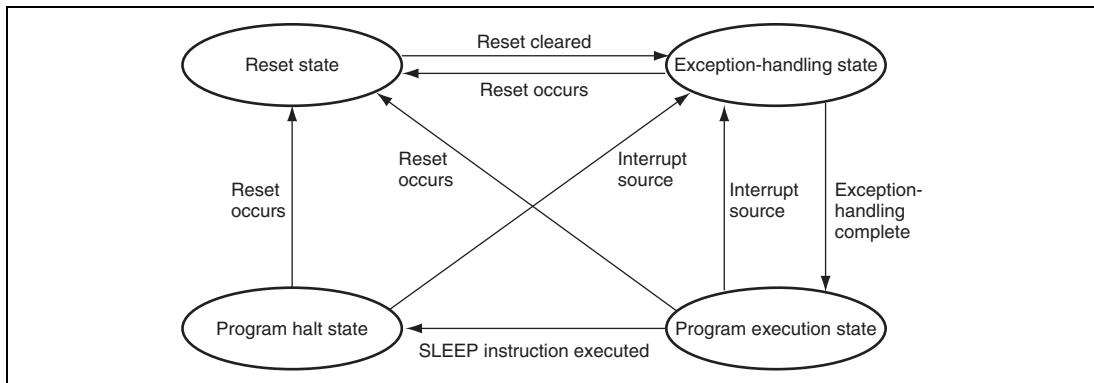 Reset cleared
Reset state
Exception-handling state
Reset occurs
Reset
occurs
Interrupt
source
Reset
occurs
Interrupt
source
Exception-
handling
complete
Program halt state
Program execution state
SLEEP instruction executed